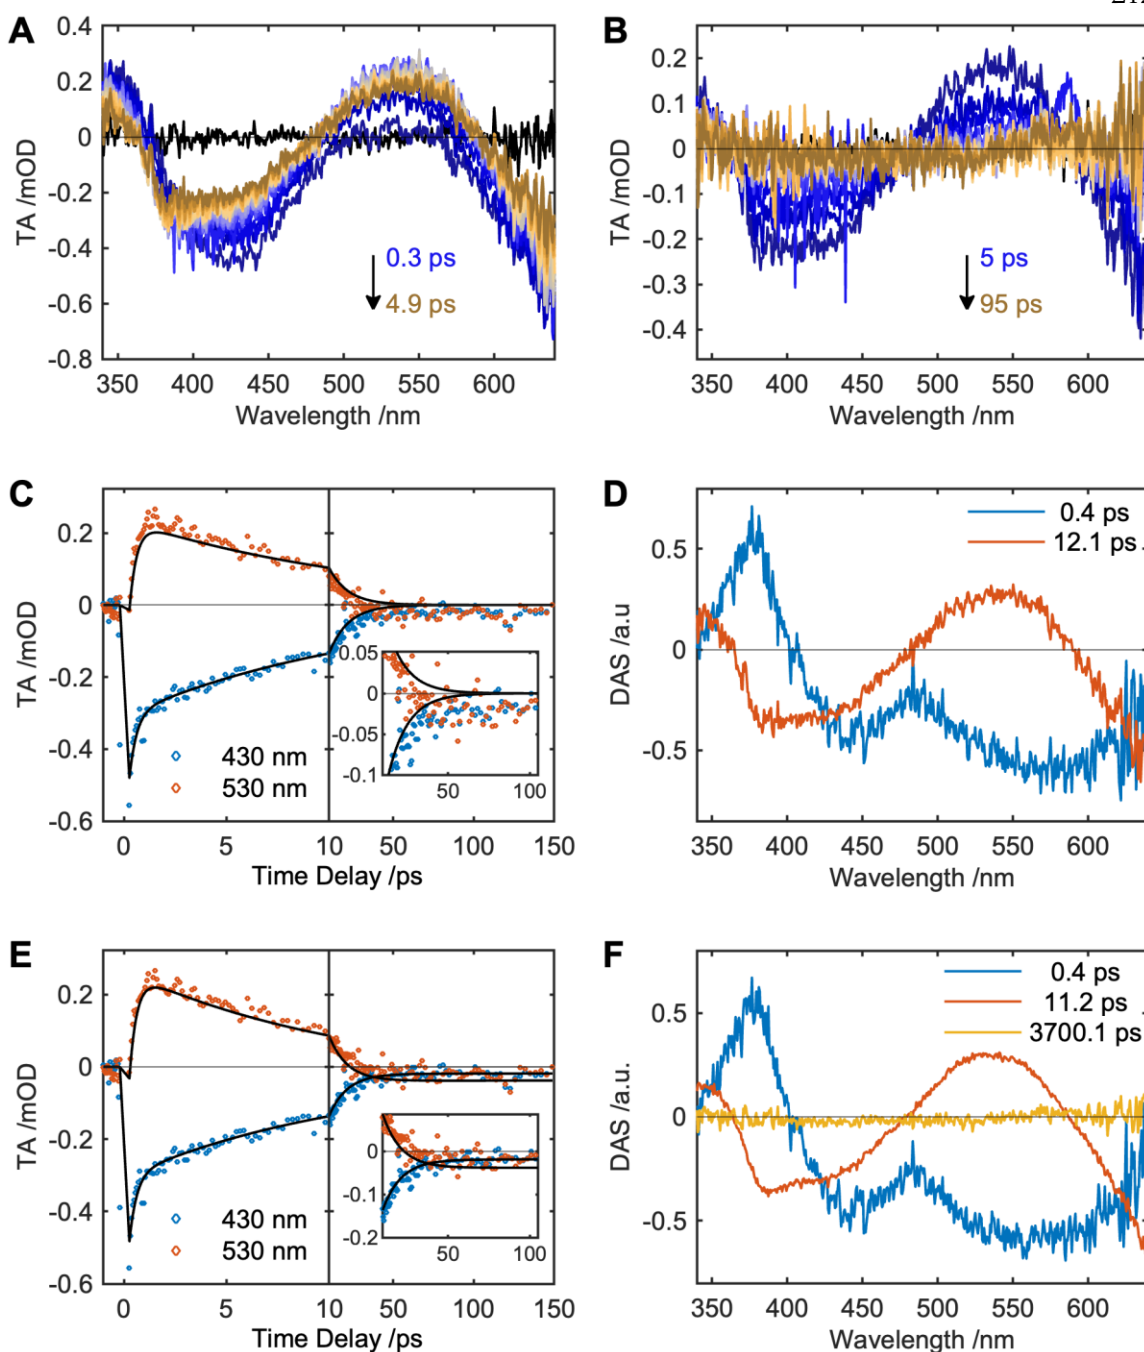 A
0.4
0.2
0
-0.2
-0.4
-0.6
-0.8
TA /mOD
0.3 ps
4.9 ps
350 400 450 500 550 600
Wavelength /nm
B
0.2
0.1
0
-0.1
-0.2
-0.3
-0.4
TA /mOD
5 ps
95 ps
350 400 450 500 550 600
Wavelength /nm
C
0.2
0
-0.2
-0.4
-0.6
TA /mOD
430 nm
530 nm
0.05
0
-0.05
-0.1
50 100
0 5 10 50 100 150
Time Delay /ps
D
0.5
0
-0.5
DAS /a.u
0.4 ps
12.1 ps
350 400 450 500 550 600
Wavelength /nm
E
0.2
0
-0.2
-0.4
-0.6
TA /mOD
430 nm
530 nm
0
-0.1
-0.2
50 100
0 5 10 50 100 150
Time Delay /ps
F
0.5
0
-0.5
DAS /a.u.
0.4 ps
11.2 ps
3700.1 ps
350 400 450 500 550 600
Wavelength /nm